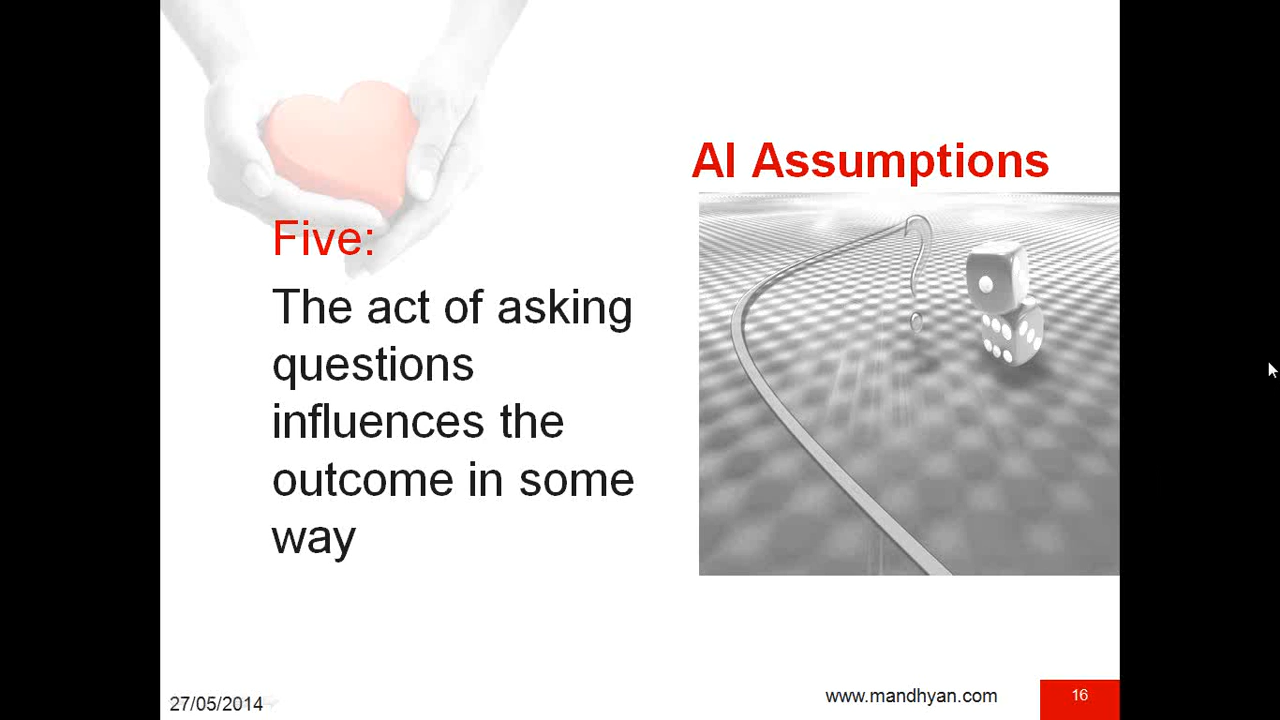 AI Assumptions
Five:
The act of asking
questions
influences the
outcome in some
way
27/05/2014
www.mandhyan.com
16